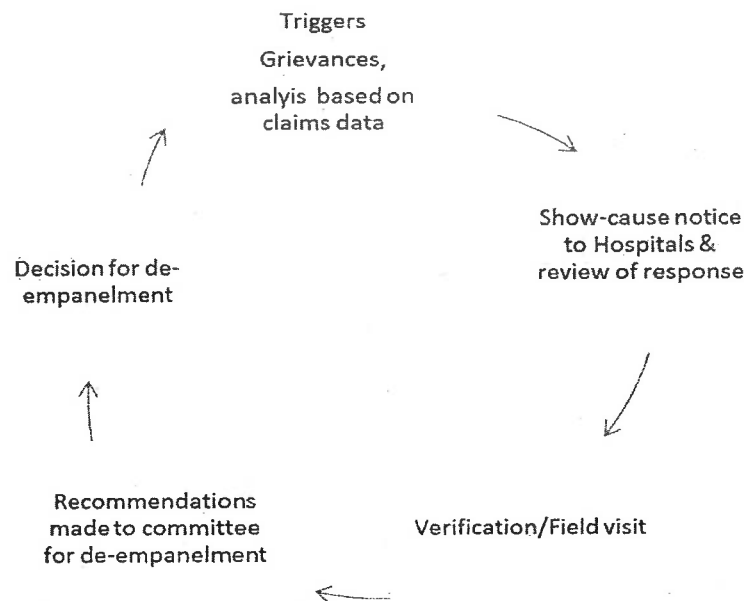 Triggers
Grievances,
analyis based on
claims data
Show-cause notice
to Hospitals &
review of response
Verification/Field visit
Recommendations
made to committee
for de-empanelment
Decision for de-
empanelment